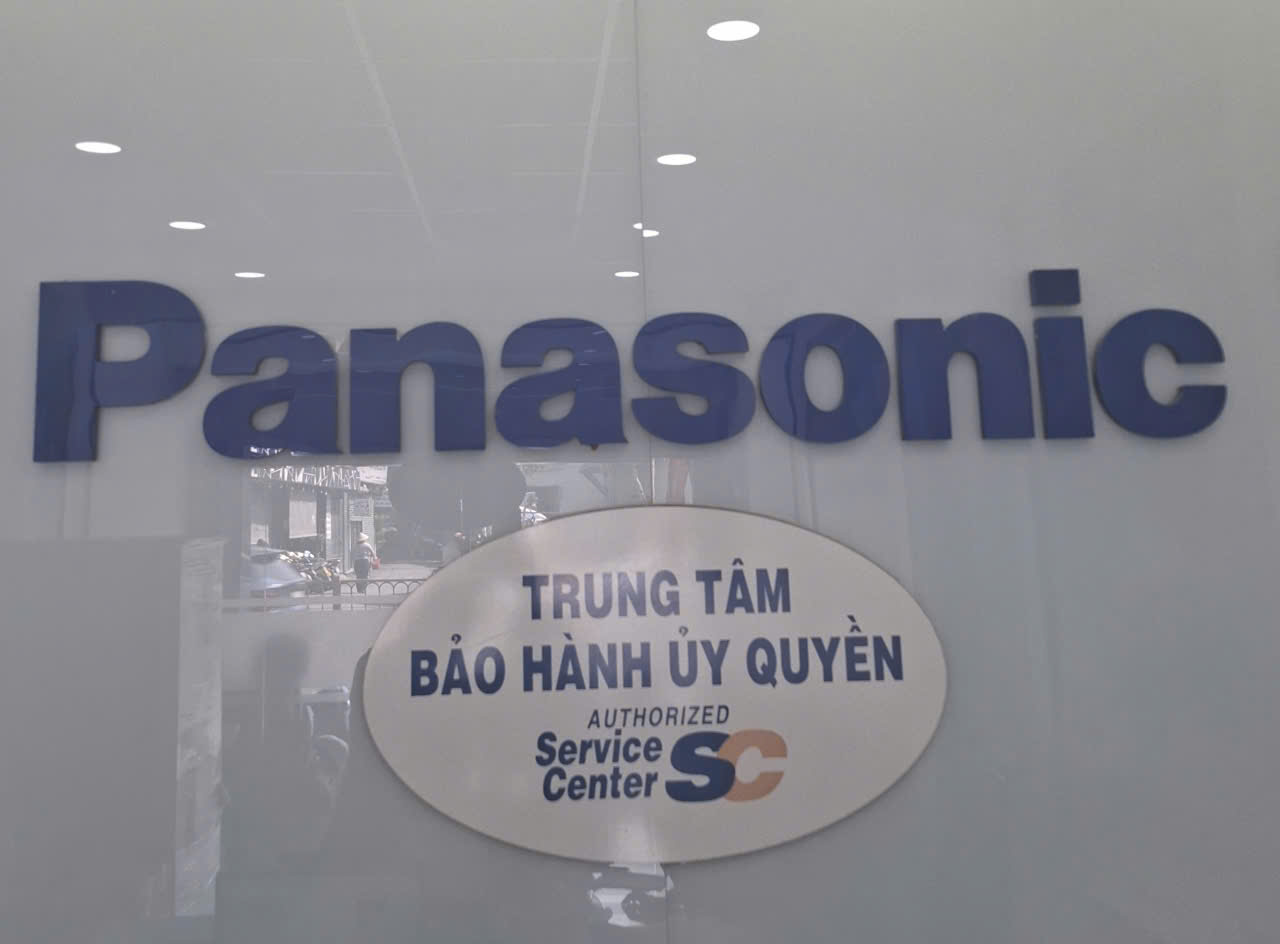 Panasonic
TRUNG TÂM
BẢO HÀNH ỦY QUYỀN
AUTHORIZED
Service
Center SC